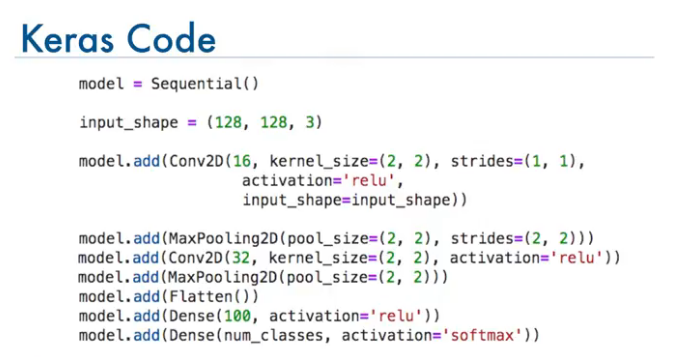 Keras Code
model = Sequential()
input_shape = (128, 128, 3)
model.add(Conv2D(16, kernel_size=(2, 2), strides=(1, 1),
activation='relu',
input_shape=input_shape))
model.add(MaxPooling2D(pool_size=(2, 2), strides=(2, 2)))
model.add(Conv2D(32, kernel_size=(2, 2), activation='relu'))
model.add(MaxPooling2D(pool_size=(2, 2)))
model.add(Flatten())
model.add(Dense(100, activation='relu'))
model.add(Dense(num_classes, activation='softmax'))